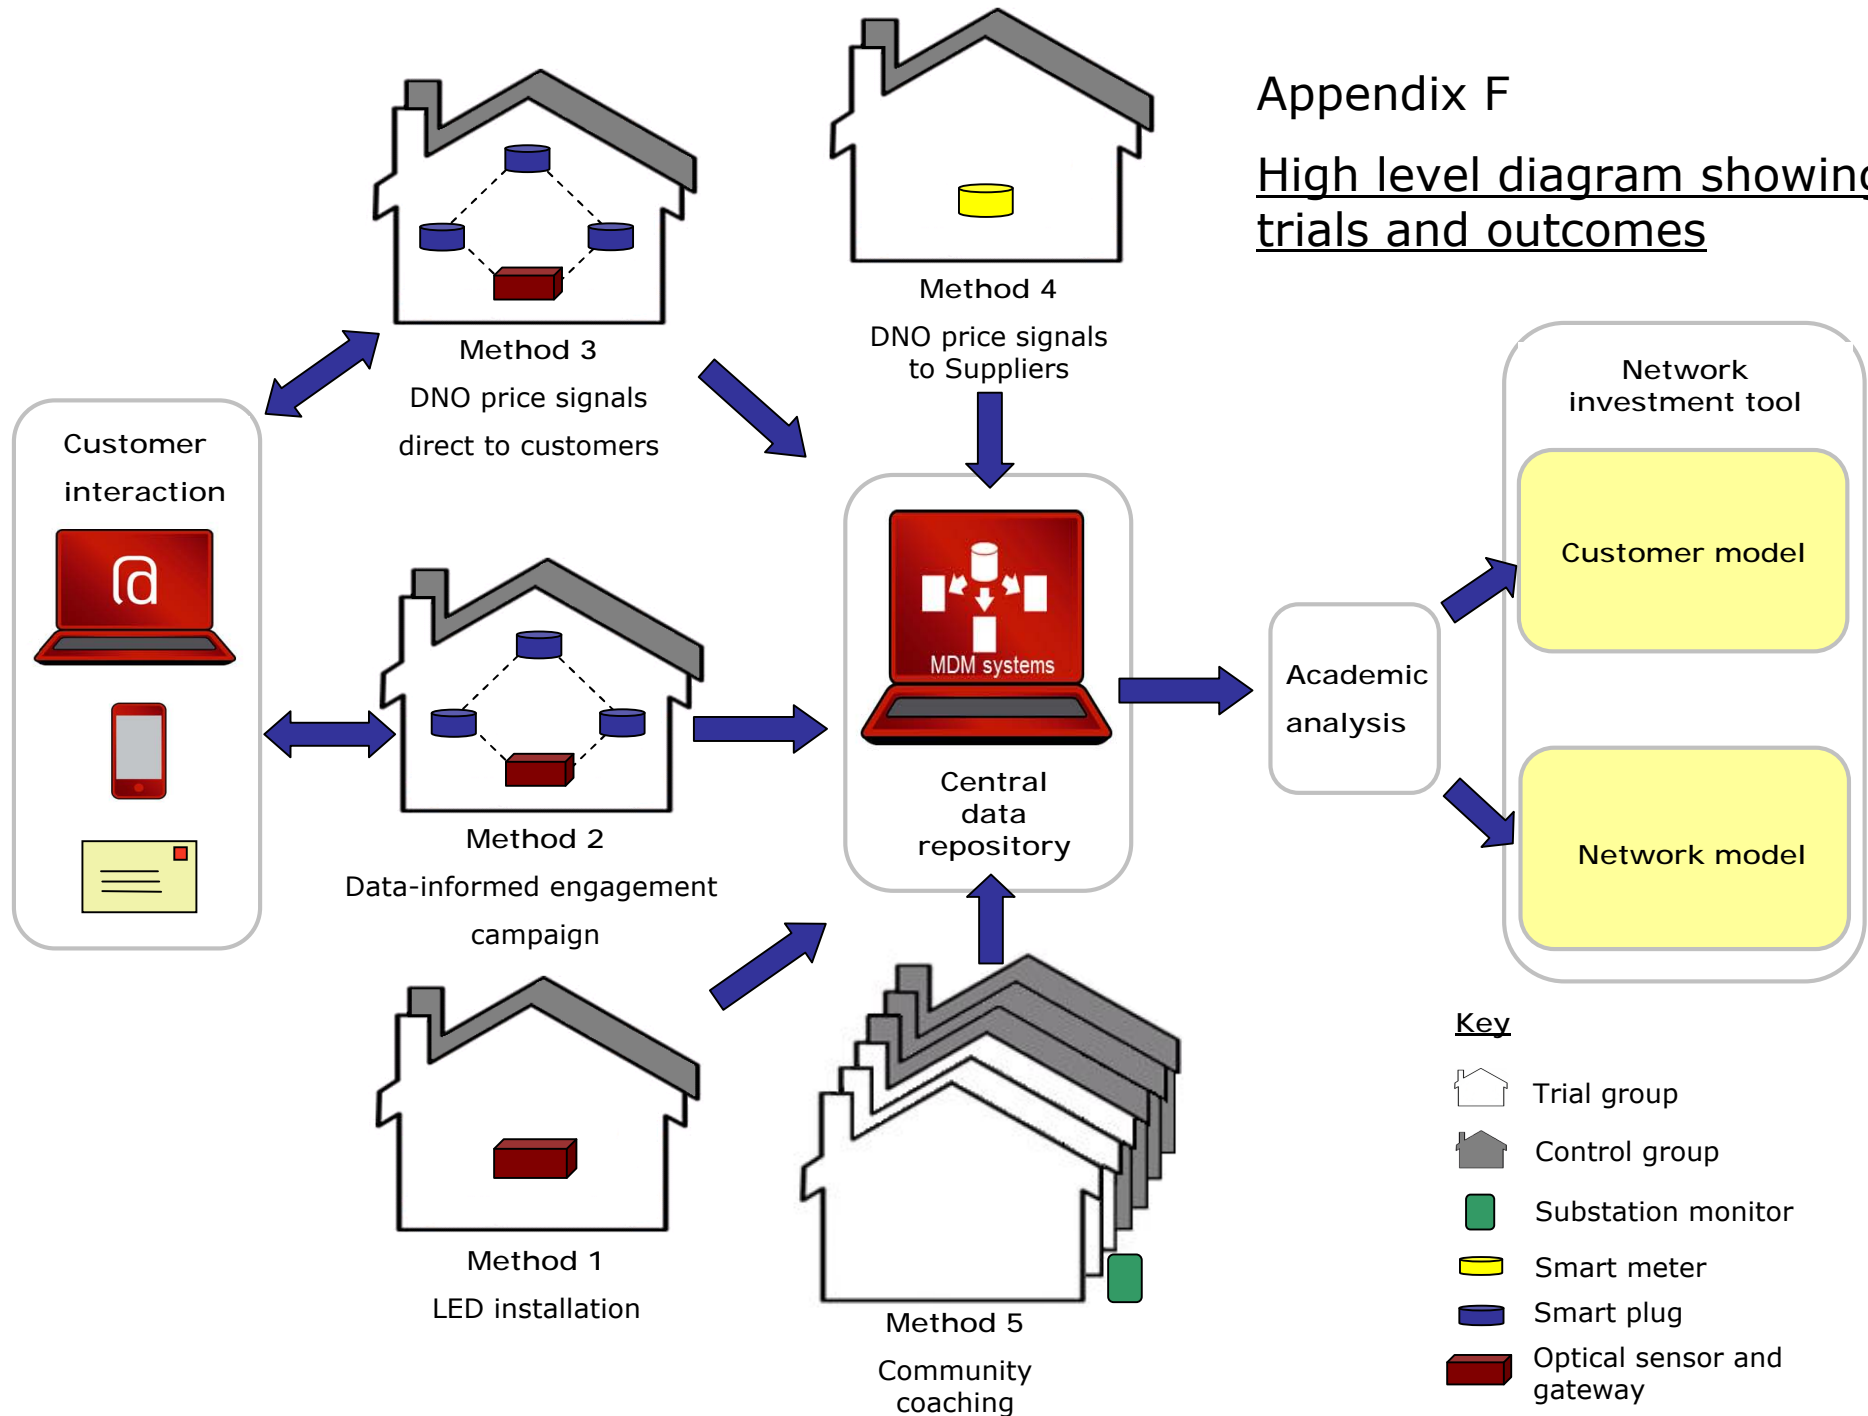 Appendix F
High level diagram showing
trials and outcomes
Method 3
DNO price signals
direct to customers
Method 4
DNO price signals
to Suppliers
Customer
interaction
@
Method 2
Data-informed engagement
campaign
MDM systems
Central
data
repository
Academic
analysis
Network
investment tool
Customer model
Network model
Method 1
LED installation
Method 5
Community
coaching
Key
Trial group
Control group
Substation monitor
Smart meter
Smart plug
Optical sensor and
gateway